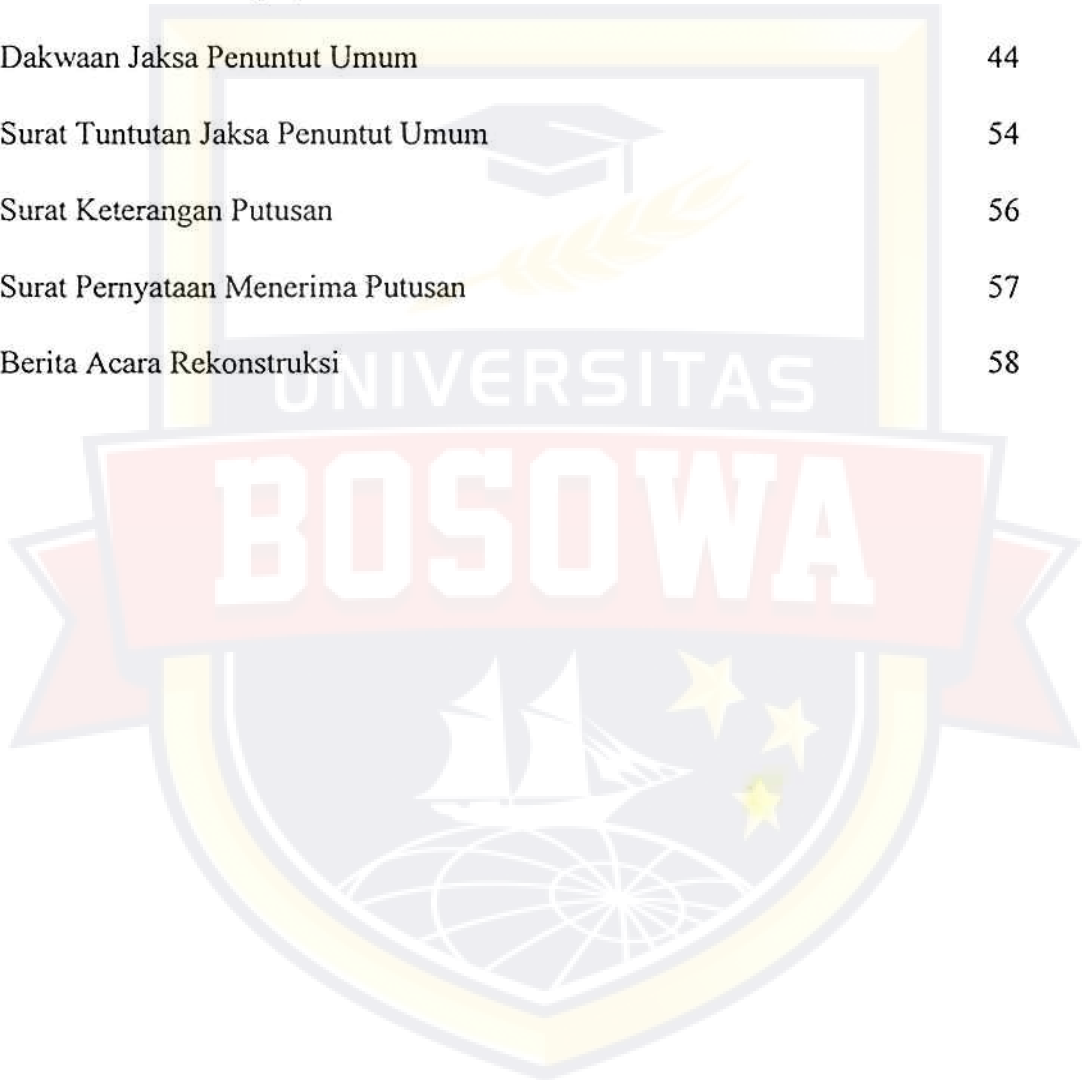 Dakwaan Jaksa Penuntut Umum 44
Surat Tuntutan Jaksa Penuntut Umum 54
Surat Keterangan Putusan 56
Surat Pernyataan Menerima Putusan 57
Berita Acara Rekonstruksi 58
UNIVERSITAS
BOSOWA